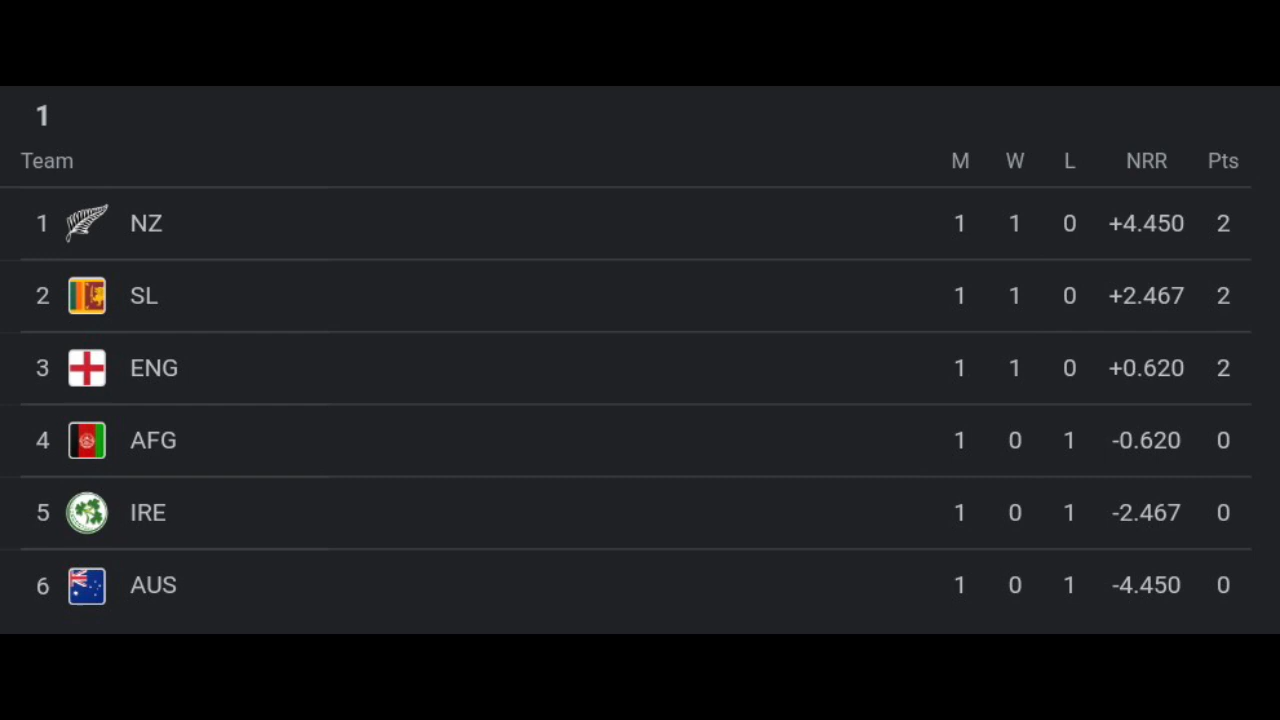 1
Team M W L NRR Pts
1 NZ 1 1 0 +4.450 2
2 SL 1 1 0 +2.467 2
3 ENG 1 1 0 +0.620 2
4 AFG 1 0 1 -0.620 0
5 IRE 1 0 1 -2.467 0
6 AUS 1 0 1 -4.450 0